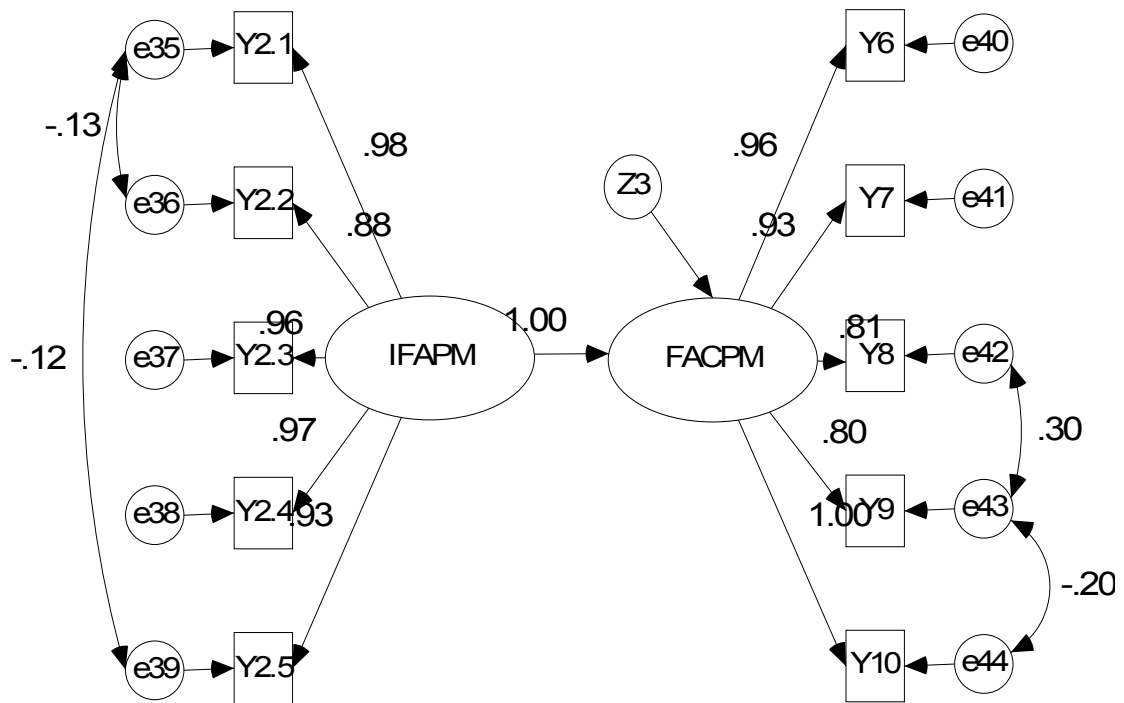 e35
Y2.1
Y6
e40
-.13
.98
.96
e36
Y2.2
Z3
Y7
e41
.88
.93
-.12
e37
Y2.3
.96
IFAPM
1.00
FACPM
.81
Y8
e42
.97
.80
.30
e38
Y2.4
.93
1.00
Y9
e43
-.20
e39
Y2.5
Y10
e44